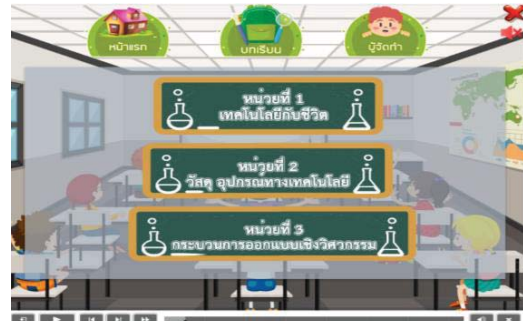 หน้าแรก
บทเรียน
ผู้จัดทำ
หน่วยที่ 1
เทคโนโลยีกับชีวิต
หน่วยที่ 2
วัสดุ อุปกรณทางเทคโนโลยี
หน่วยที่ 3
กระบวนการออกแบบเชิงวิศวกรรม